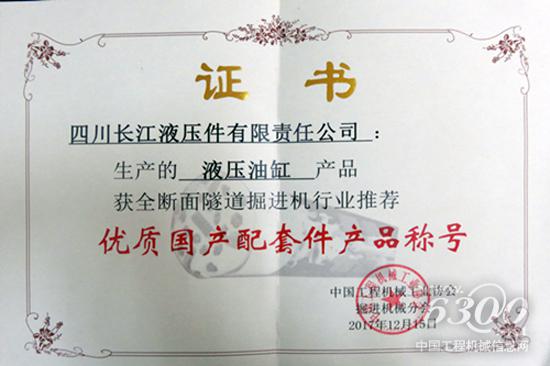 证 书
四川长江液压件有限责任公司：
生产的 液压油缸 产品
获全断面隧道掘进机行业推荐
优质国产配套件产品称号
中国工程机械工业协会
掘进机械分会
2017年12月15日
6300
中国工程机械信息网